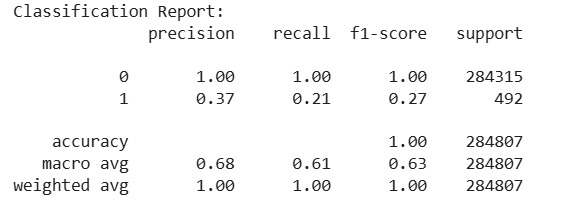 Classification Report:
precision recall f1-score support
0 1.00 1.00 1.00 284315
1 0.37 0.21 0.27 492
accuracy 1.00 284807
macro avg 0.68 0.61 0.63 284807
weighted avg 1.00 1.00 1.00 284807